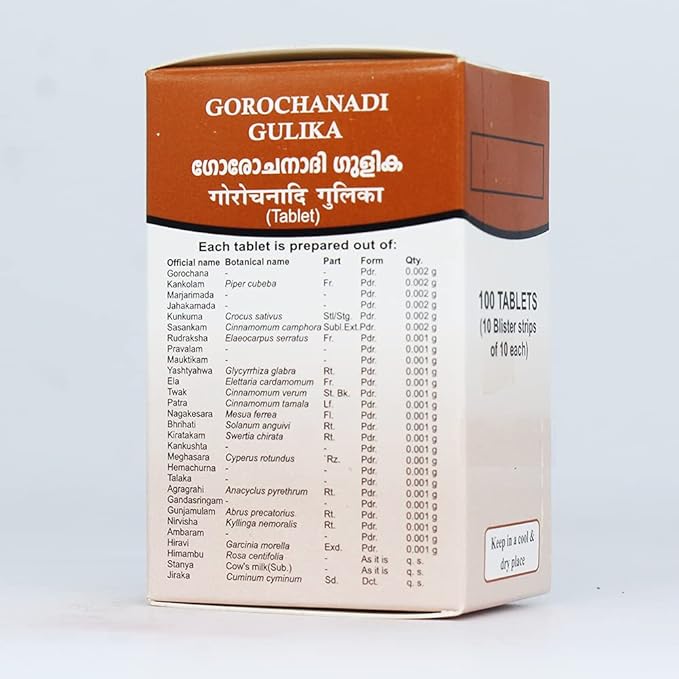 GOROCHANADI
GULIKA
ഗോരോചനാദി ഗുളിക
गोरोचनादि गुलिका
(Tablet)
Each tablet is prepared out of:
Official name Botanical name Part Form Qty.
Gorochana - - Pdr. 0.002 g
Kankolam Piper cubeba Fr. Pdr. 0.002 g
Marjarimada - - Pdr. 0.002 g
Jahakamada - - Pdr. 0.002 g
Kunkuma Crocus sativus Stl/Stg. Pdr. 0.002 g
Sasankam Cinnamomum camphora Subl.Ext. Pdr. 0.002 g
Rudraksha Elaeocarpus serratus Fr. Pdr. 0.001 g
Pravalam - - Pdr. 0.001 g
Mauktikam - - Pdr. 0.001 g
Yashtyahwa Glycyrrhiza glabra Rt. Pdr. 0.001 g
Ela Elettaria cardamomum Fr. Pdr. 0.001 g
Twak Cinnamomum verum St. Bk. Pdr. 0.001 g
Patra Cinnamomum tamala Lf. Pdr. 0.001 g
Nagakesara Mesua ferrea Fl. Pdr. 0.001 g
Bhrihati Solanum anguivi Rt. Pdr. 0.001 g
Kiratakam Swertia chirata Rt. Pdr. 0.001 g
Kankushta - - Pdr. 0.001 g
Meghasara Cyperus rotundus Rz. Pdr. 0.001 g
Hemachurna - - Pdr. 0.001 g
Talaka - - Pdr. 0.001 g
Agragrahi Anacyclus pyrethrum Rt. Pdr. 0.001 g
Gandasringam - - Pdr. 0.001 g
Gunjamulam Abrus precatorius Rt. Pdr. 0.001 g
Nirvisha Kyllinga nemoralis Rt. Pdr. 0.001 g
Ambaram - - Pdr. 0.001 g
Hiravi Garcinia morella Exd. Pdr. 0.001 g
Himambu Rosa centifolia - As it is q. s.
Stanya Cow's milk(Sub.) - As it is q. s.
Jiraka Cuminum cyminum Sd. Dct. q. s.
100 TABLETS
(10 Blister strips
of 10 each)
Keep in a cool &
dry place